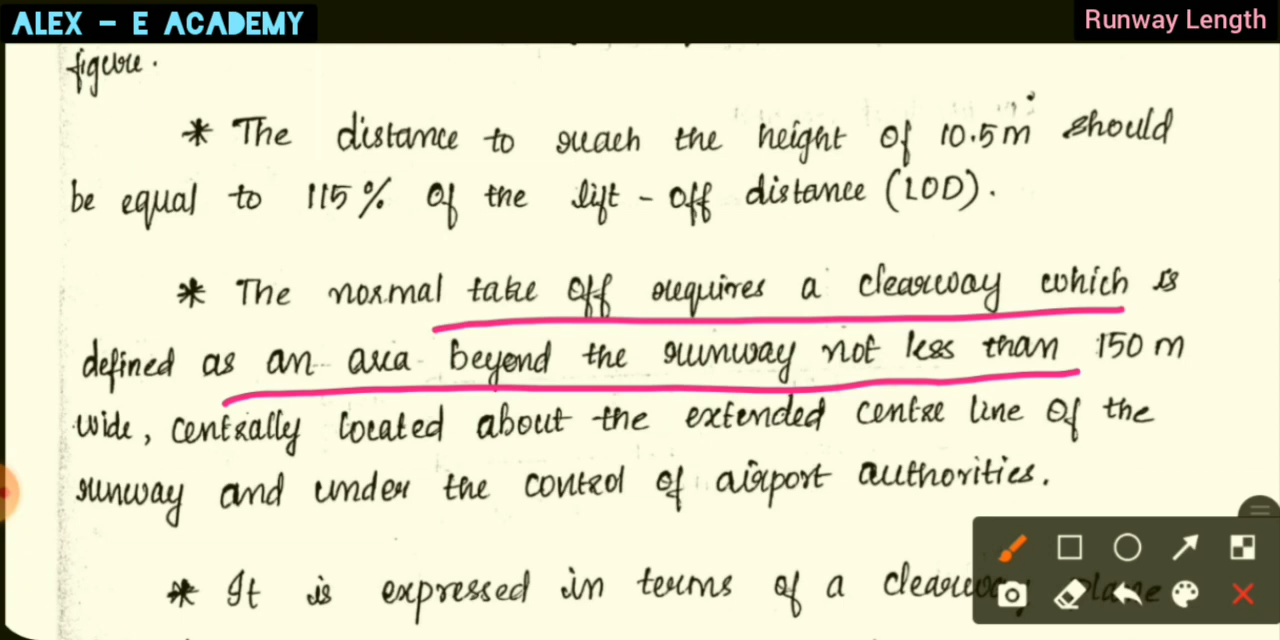 ALEX - E ACADEMY
Runway Length
figure.
* The distance to reach the height of 10.5m should
be equal to 115% of the lift - off distance (LOD).
* The normal take off requires a clearway which is
defined as an area beyond the runway not less than 150 m
wide, centrally located about the extended centre line of the
runway and under the control of airport authorities.
* It is expressed in terms of a clearway plane